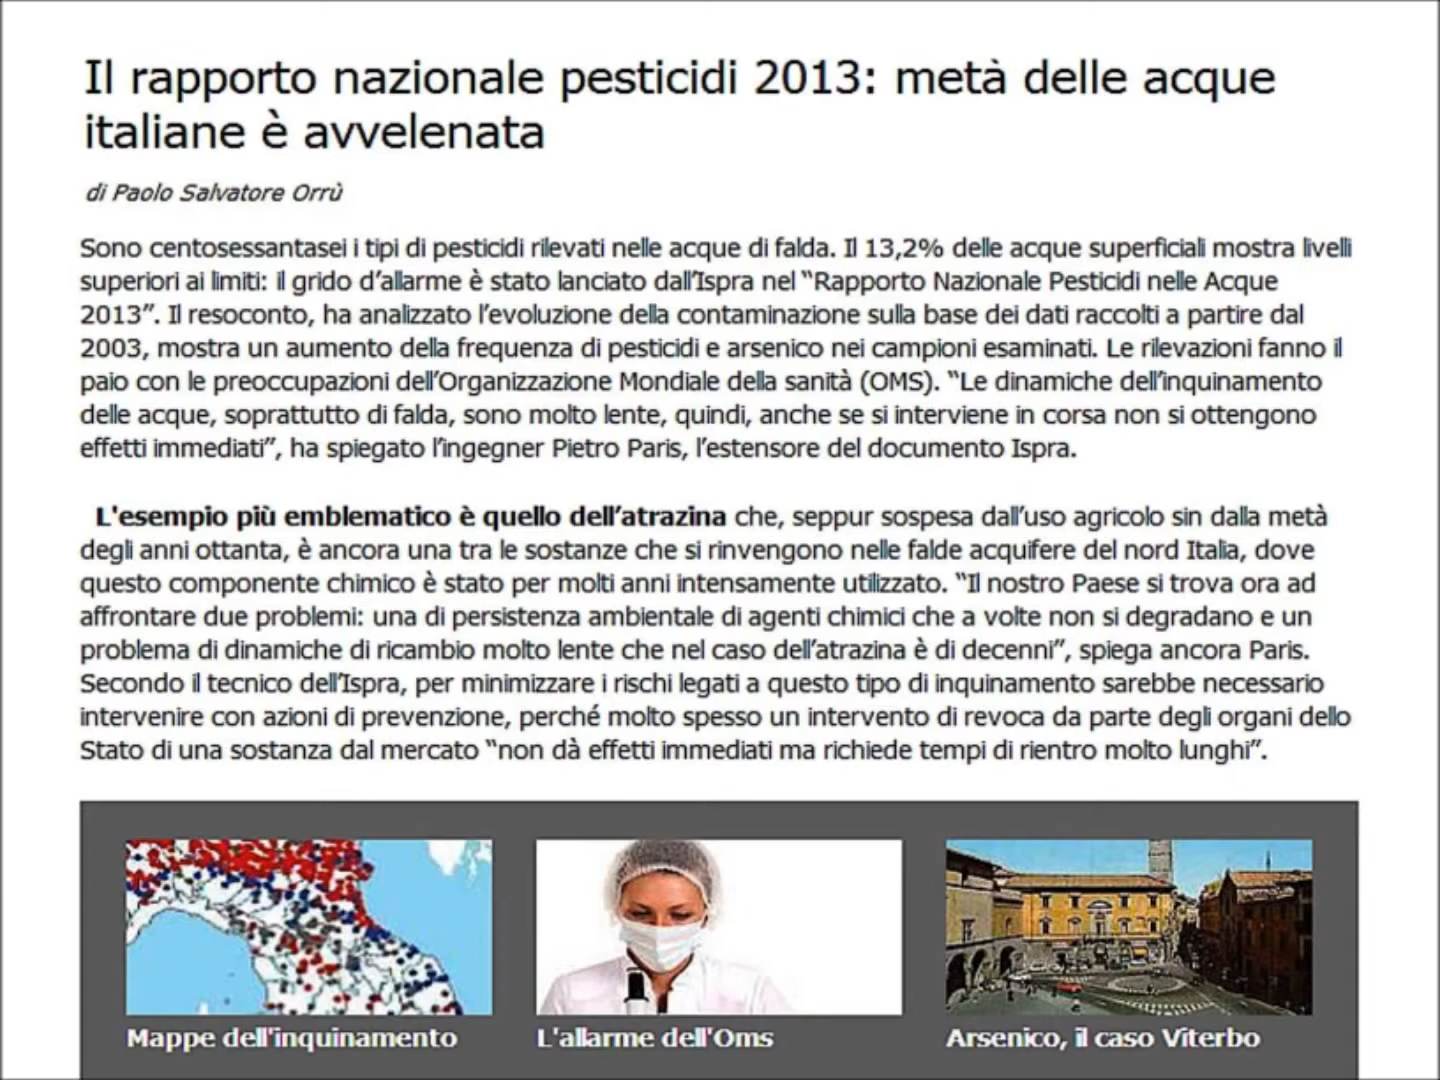 Il rapporto nazionale pesticidi 2013: metà delle acque
italiane è avvelenata
di Paolo Salvatore Orrù
Sono centosessantasei i tipi di pesticidi rilevati nelle acque di falda. Il 13,2% delle acque superficiali mostra livelli
superiori ai limiti: il grido d’allarme è stato lanciato dall’Ispra nel “Rapporto Nazionale Pesticidi nelle Acque
2013”. Il resoconto, ha analizzato l’evoluzione della contaminazione sulla base dei dati raccolti a partire dal
2003, mostra un aumento della frequenza di pesticidi e arsenico nei campioni esaminati. Le rilevazioni fanno il
paio con le preoccupazioni dell’Organizzazione Mondiale della sanità (OMS). “Le dinamiche dell’inquinamento
delle acque, soprattutto di falda, sono molto lente, quindi, anche se si interviene in corsa non si ottengono
effetti immediati”, ha spiegato l’ingegner Pietro Paris, l’estensore del documento Ispra.
L'esempio più emblematico è quello dell’atrazina che, seppur sospesa dall’uso agricolo sin dalla metà
degli anni ottanta, è ancora una tra le sostanze che si rinvengono nelle falde acquifere del nord Italia, dove
questo componente chimico è stato per molti anni intensamente utilizzato. “Il nostro Paese si trova ora ad
affrontare due problemi: una di persistenza ambientale di agenti chimici che a volte non si degradano e un
problema di dinamiche di ricambio molto lente che nel caso dell’atrazina è di decenni”, spiega ancora Paris.
Secondo il tecnico dell’Ispra, per minimizzare i rischi legati a questo tipo di inquinamento sarebbe necessario
intervenire con azioni di prevenzione, perché molto spesso un intervento di revoca da parte degli organi dello
Stato di una sostanza dal mercato “non dà effetti immediati ma richiede tempi di rientro molto lunghi”.
Mappe dell'inquinamento
L'allarme dell'Oms
Arsenico, il caso Viterbo